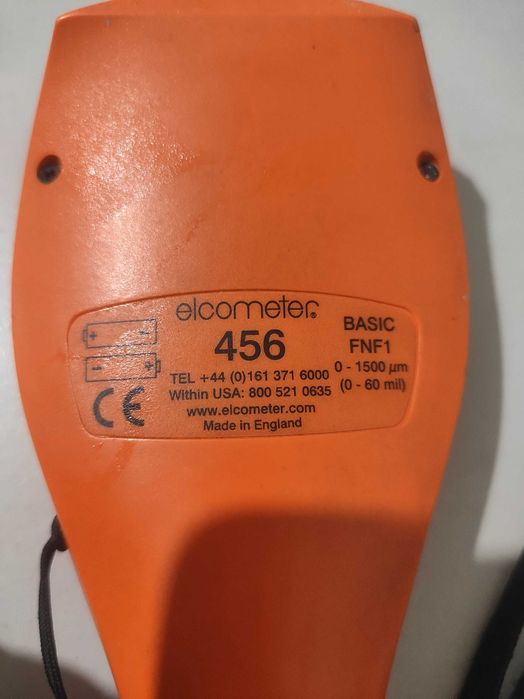 elcometer®
456
TEL +44 (0)161 371 6000
Within USA: 800 521 0635
www.elcometer.com
Made in England
BASIC
FNF1
0 - 1500 µm
(0 - 60 mil)
+ -
- +
CE